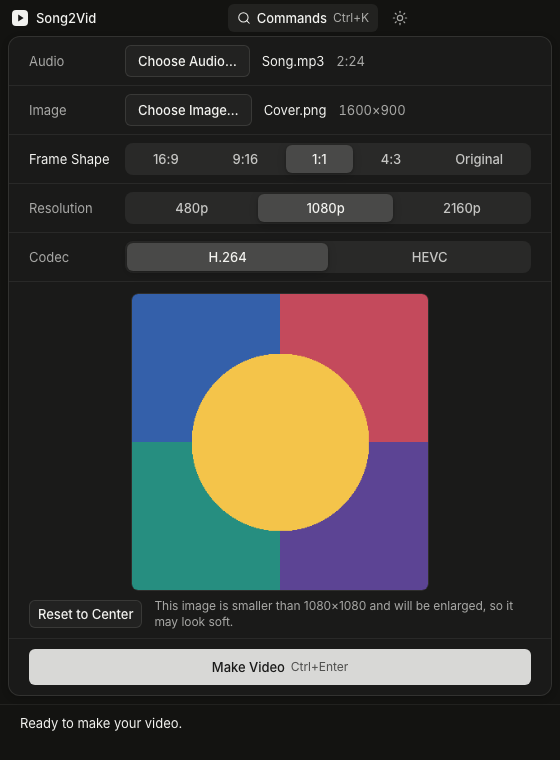 Song2Vid
Commands Ctrl+K
Audio
Choose Audio...
Song.mp3
2:24
Image
Choose Image...
Cover.png
1600×900
Frame Shape
16:9
9:16
1:1
4:3
Original
Resolution
480p
1080p
2160p
Codec
H.264
HEVC
Reset to Center
This image is smaller than 1080×1080 and will be enlarged, so it
may look soft.
Make Video Ctrl+Enter
Ready to make your video.